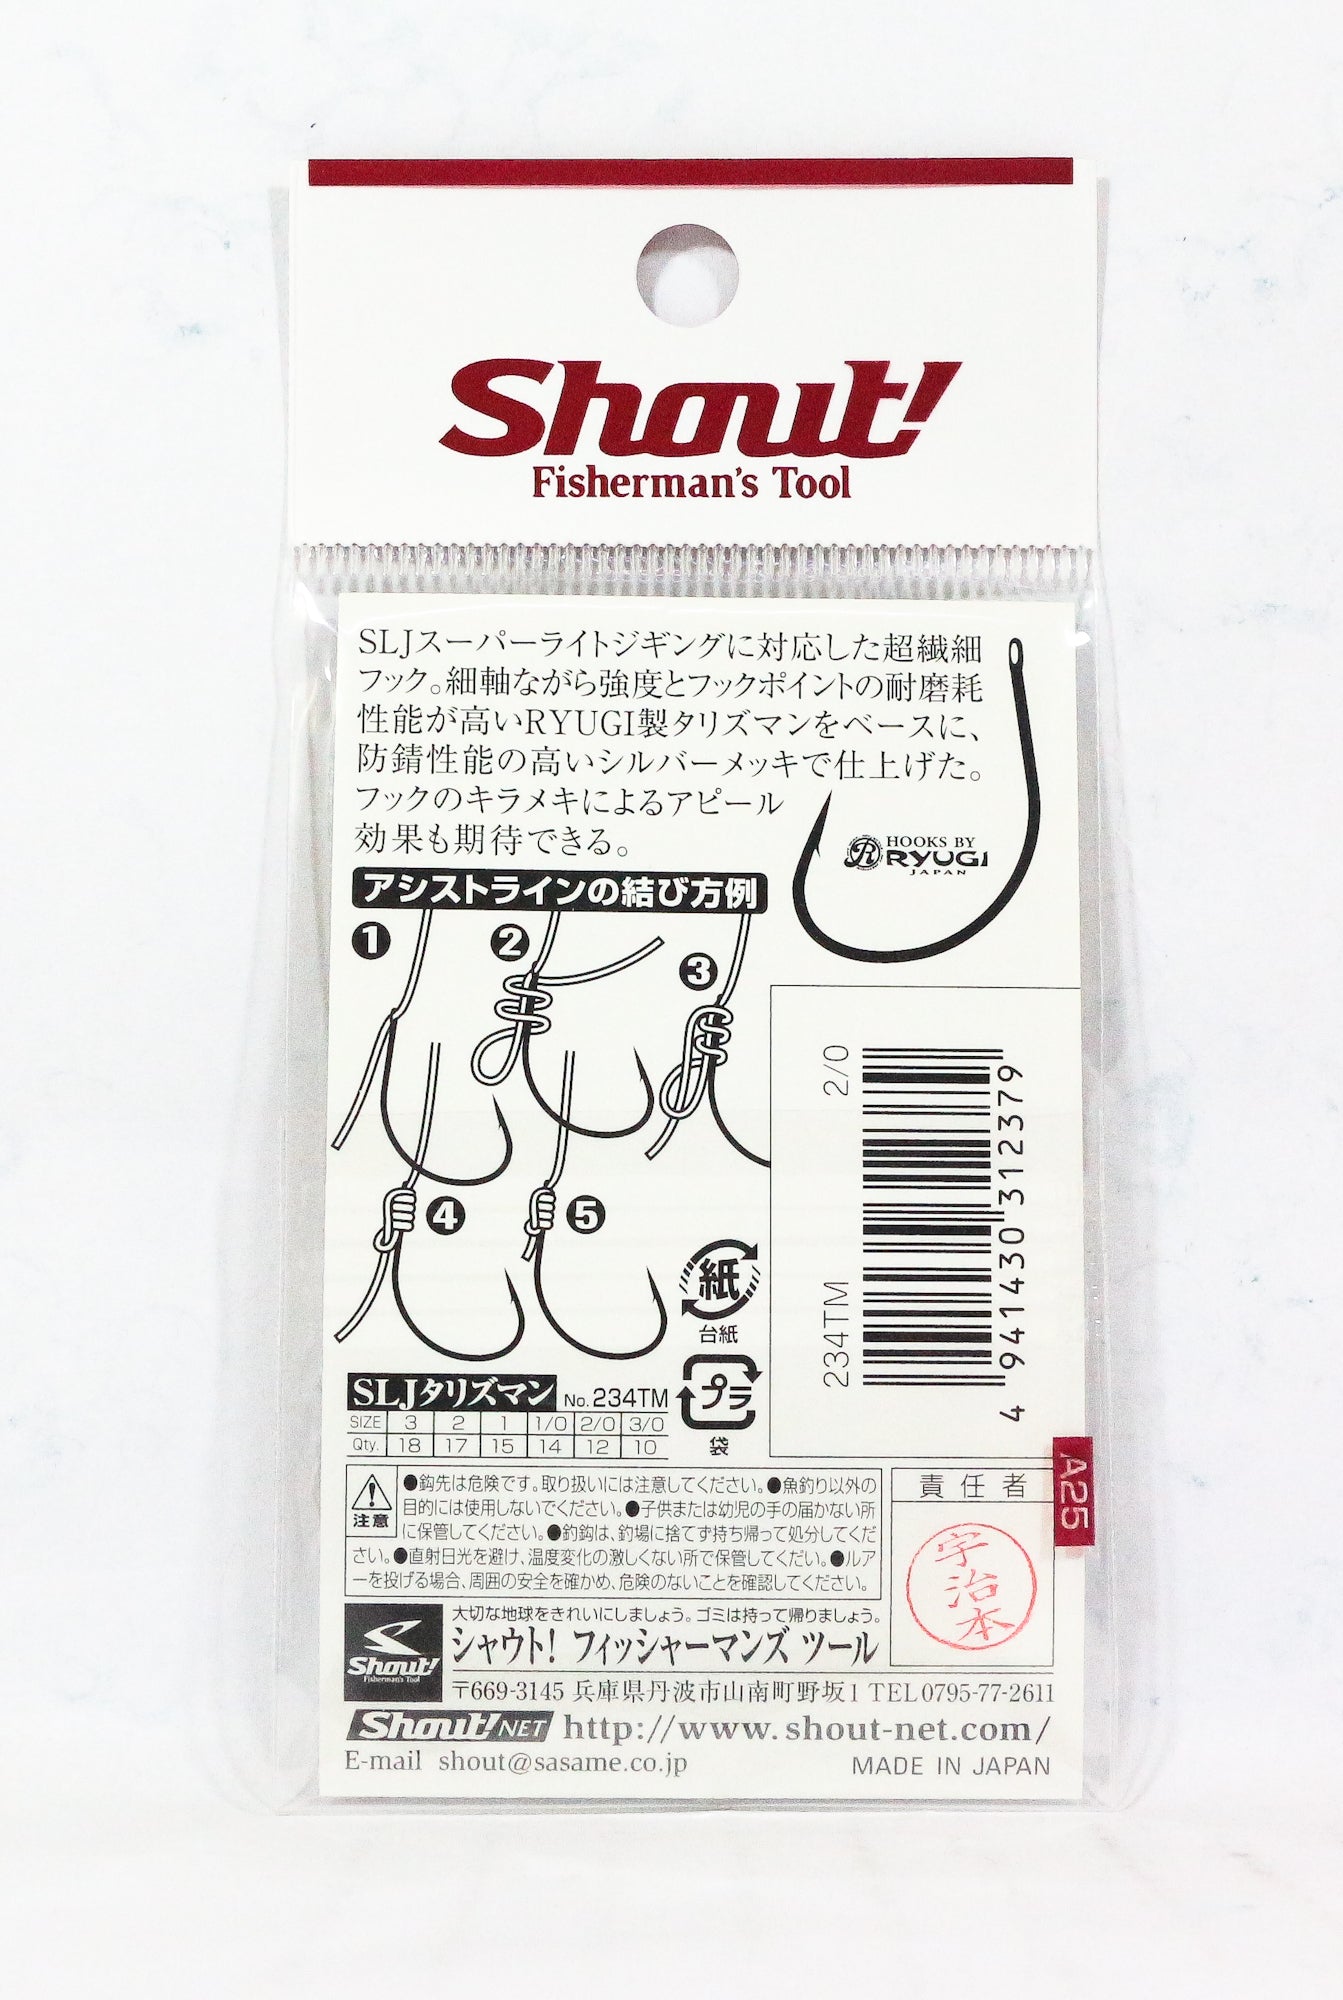 Shout!
Fisherman's Tool
SLJスーパーライトジギングに対応した超繊細
フック。細軸ながら強度とフックポイントの耐磨耗
性能が高いRYUGI製タリズマンをベースに、
防錆性能の高いシルバーメッキで仕上げた。
フックのキラメキによるアピール
効果も期待できる。
HOOKS BY
RYUGI
JAPAN
アシストラインの結び方例
1
2
3
4
5
紙
台紙
プラ
袋
2/0
234TM
4 941430 312379
SLJタリズマン No.234TM
SIZE 3 2 1 1/0 2/0 3/0
Qty. 18 17 15 14 12 10
A25
注意
●鈎先は危険です。取り扱いには注意してください。●魚釣り以外の
目的には使用しないでください。●子供または幼児の手の届かない所
に保管してください。●釣鈎は、釣場に捨てず持ち帰って処分してくだ
さい。●直射日光を避け、温度変化の激しくない所で保管してくだい。●ルア
ーを投げる場合、周囲の安全を確かめ、危険のないことを確認してください。
責任者
宇治本
Shout!
Fisherman's Tool
大切な地球をきれいにしましょう。ゴミは持って帰りましょう。
シャウト! フィッシャーマンズ ツール
〒669-3145 兵庫県丹波市山南町野坂1 TEL0795-77-2611
Shout!NET http://www.shout-net.com/
E-mail shout@sasame.co.jp
MADE IN JAPAN